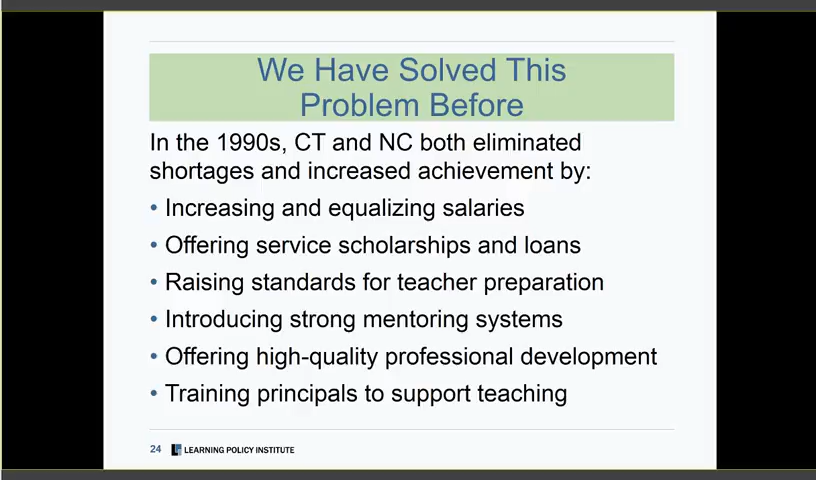 We Have Solved This
Problem Before
In the 1990s, CT and NC both eliminated
shortages and increased achievement by:
• Increasing and equalizing salaries
• Offering service scholarships and loans
• Raising standards for teacher preparation
• Introducing strong mentoring systems
• Offering high-quality professional development
• Training principals to support teaching
24 LEARNING POLICY INSTITUTE